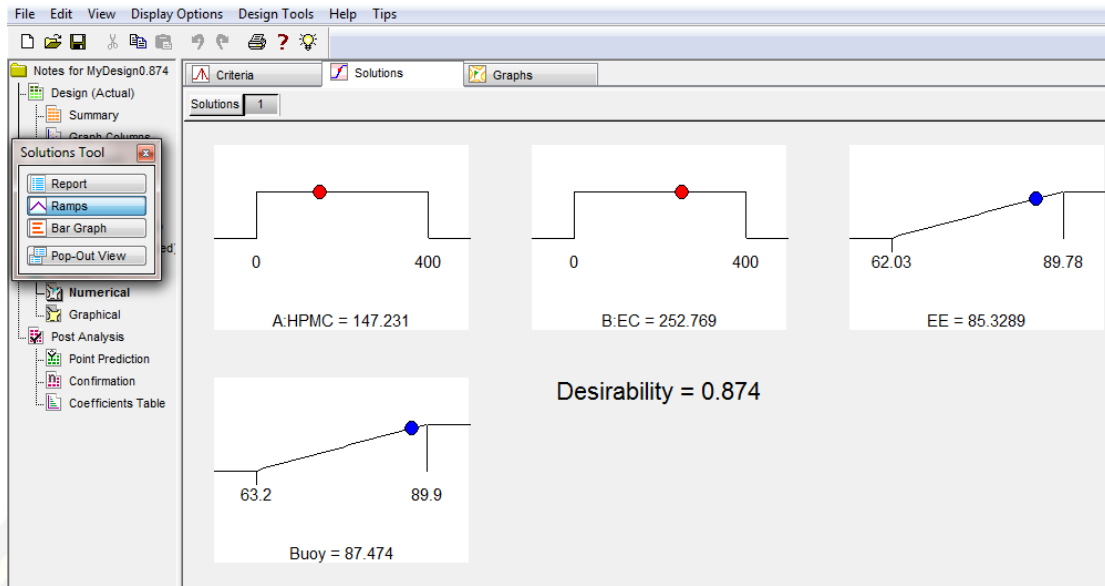 File Edit View Display Options Design Tools Help Tips
Notes for MyDesign0.874
Criteria
Solutions
Graphs
Design (Actual)
Solutions 1
Summary
Graph Columns
Solutions Tool
Report
Ramps
Bar Graph
Pop-Out View
Numerical
Graphical
Post Analysis
Point Prediction
Confirmation
Coefficients Table
0 400
A:HPMC = 147.231
0 400
B:EC = 252.769
62.03 89.78
EE = 85.3289
63.2 89.9
Buoy = 87.474
Desirability = 0.874